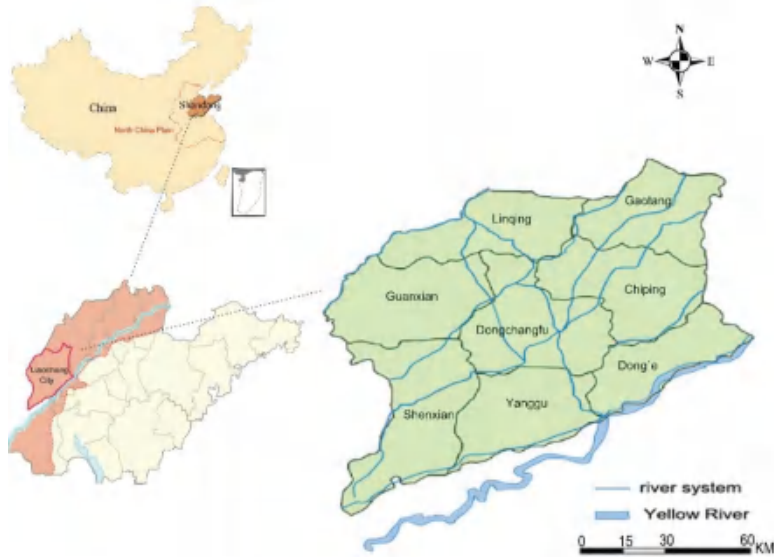 N
W E
S
China
Shandong
North China Plain
Linqing
Gaotang
Guanxian
Chiping
Dongchangfu
Dong'e
Shenxian
Yanggu
City
river system
Yellow River
0 15 30 60
KM